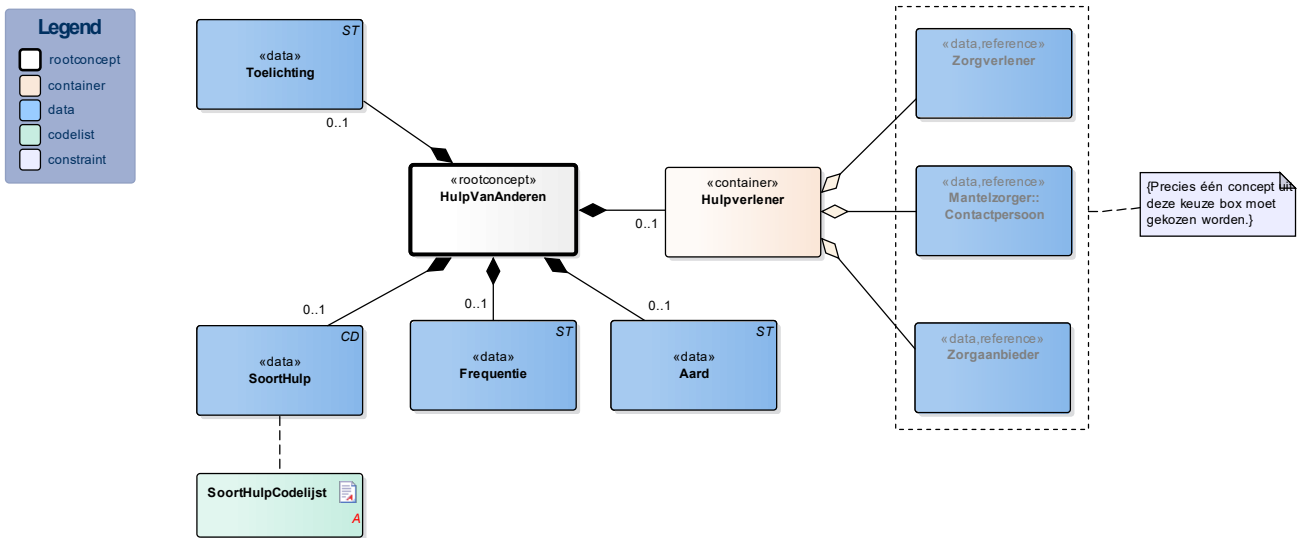 Legend
rootconcept
container
data
codelist
constraint
ST
«data»
Toelichting
0..1
«rootconcept»
HulpVanAnderen
0..1
«container»
Hulpverlener
«data,reference»
Zorgverlener
«data,reference»
Mantelzorger::
Contactpersoon
«data,reference»
Zorgaanbieder
{Precies één concept uit
deze keuze box moet
gekozen worden.}
0..1
CD
«data»
SoortHulp
0..1
ST
«data»
Frequentie
0..1
ST
«data»
Aard
SoortHulpCodelijst
A